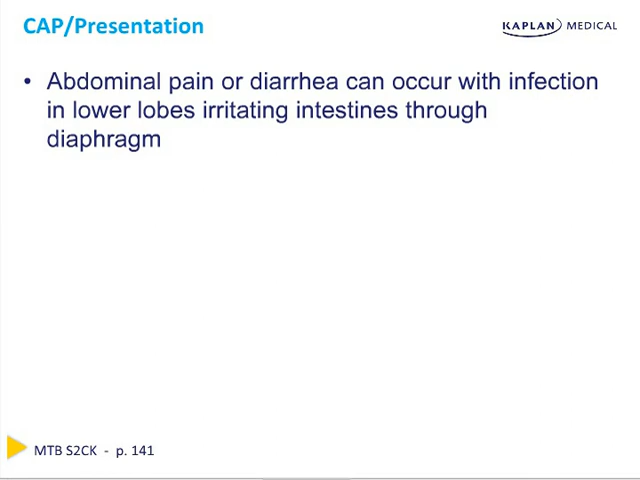 CAP/Presentation
KAPLAN MEDICAL
• Abdominal pain or diarrhea can occur with infection
in lower lobes irritating intestines through
diaphragm
MTB S2CK - p. 141